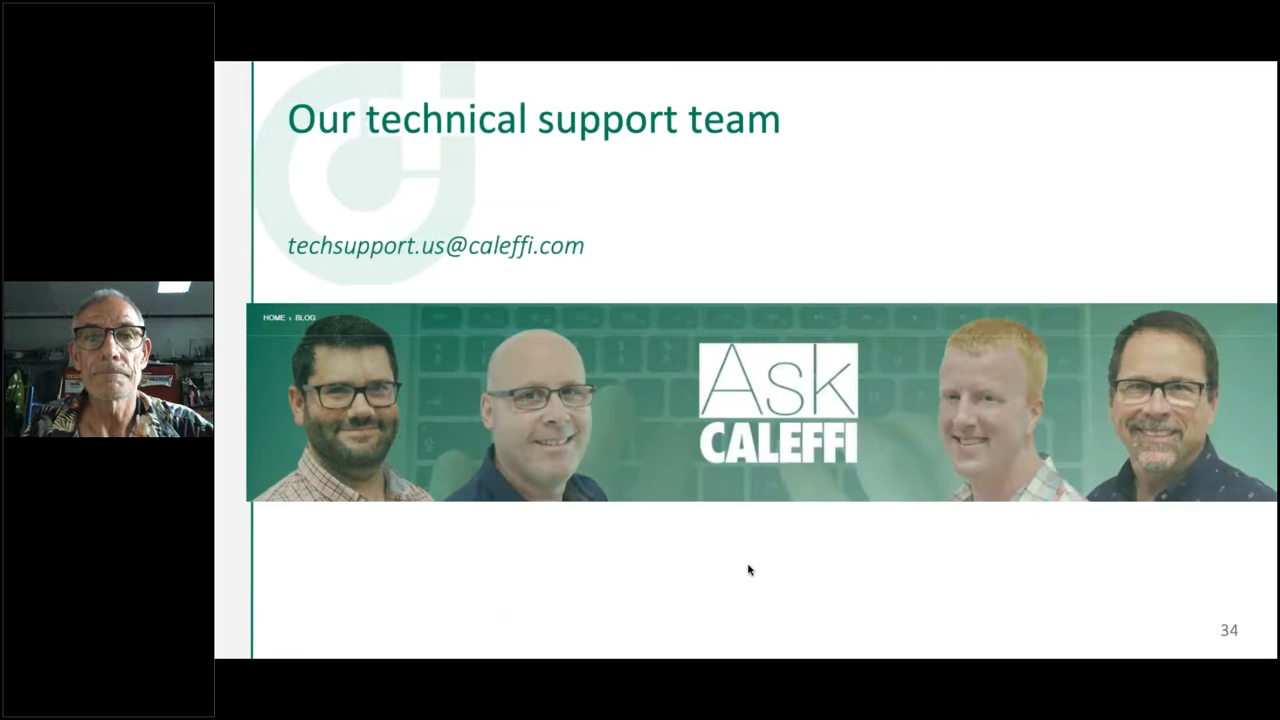 Our technical support team
techsupport.us@caleffi.com
HOME › BLOG
Ask
CALEFFI
34